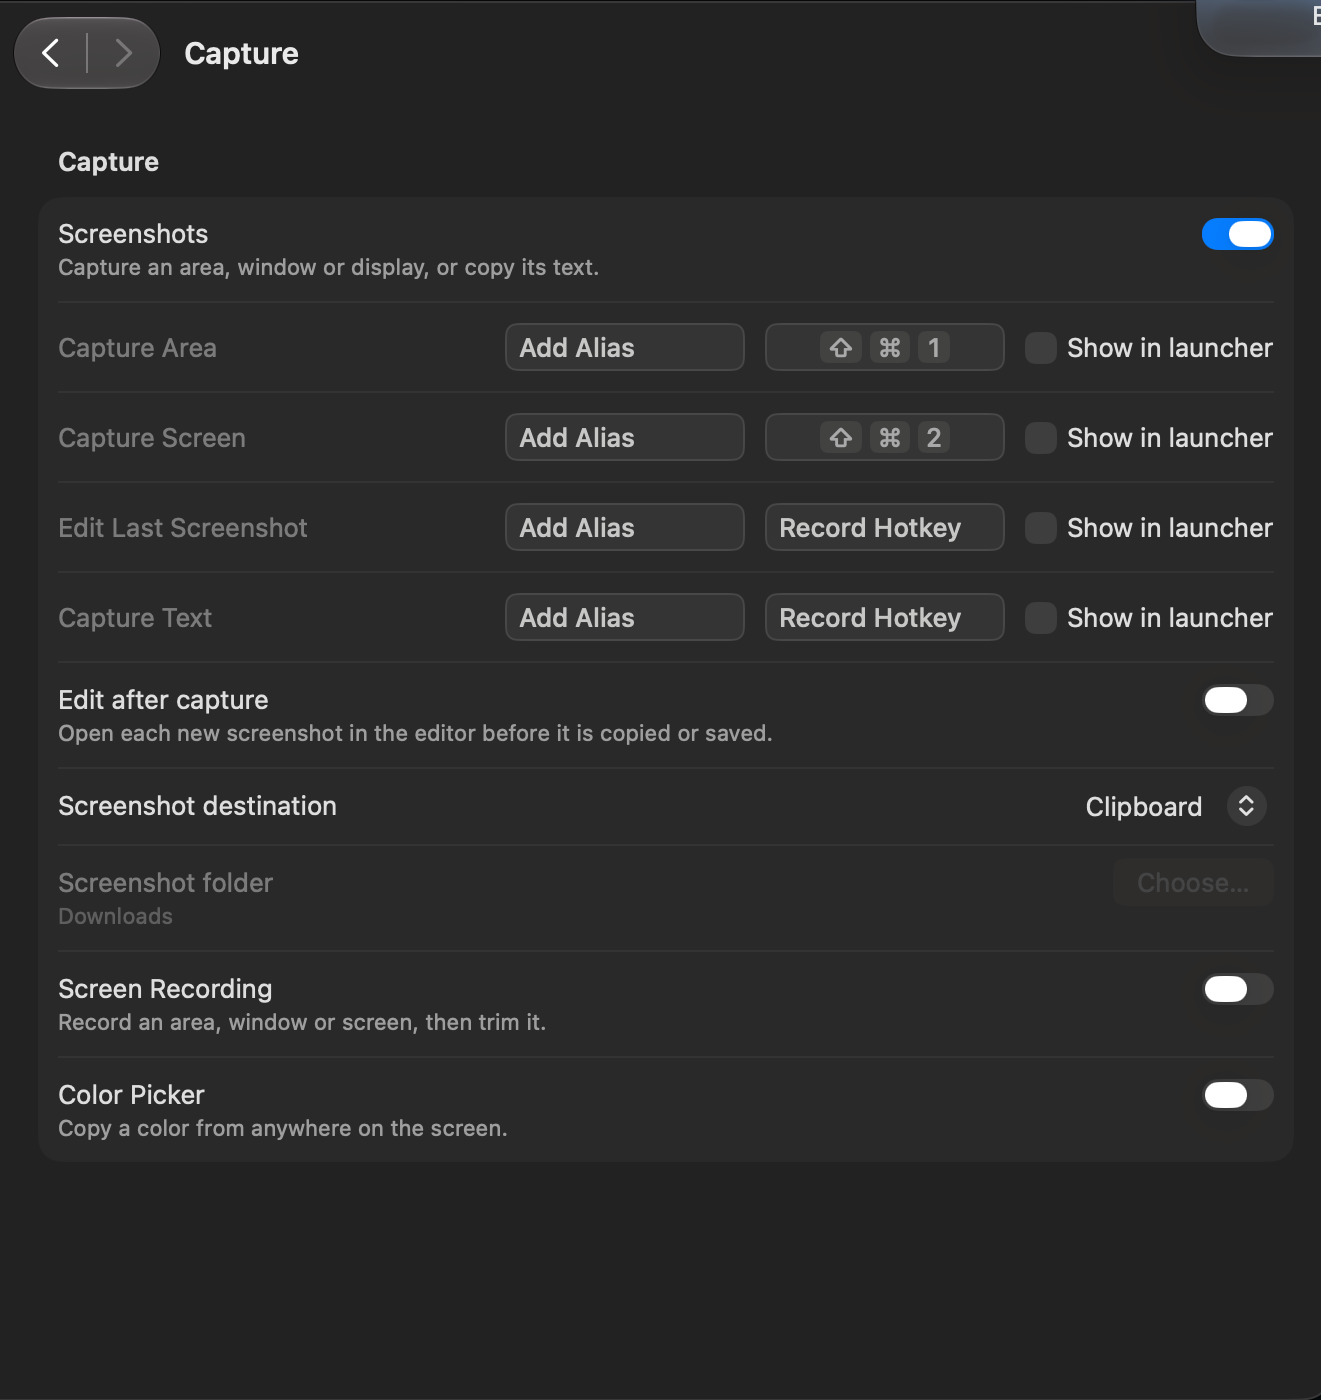 Capture
Capture
Screenshots
Capture an area, window or display, or copy its text.
Capture Area Add Alias ⇧ ⌘ 1 Show in launcher
Capture Screen Add Alias ⇧ ⌘ 2 Show in launcher
Edit Last Screenshot Add Alias Record Hotkey Show in launcher
Capture Text Add Alias Record Hotkey Show in launcher
Edit after capture
Open each new screenshot in the editor before it is copied or saved.
Screenshot destination Clipboard
Screenshot folder Choose...
Downloads
Screen Recording
Record an area, window or screen, then trim it.
Color Picker
Copy a color from anywhere on the screen.